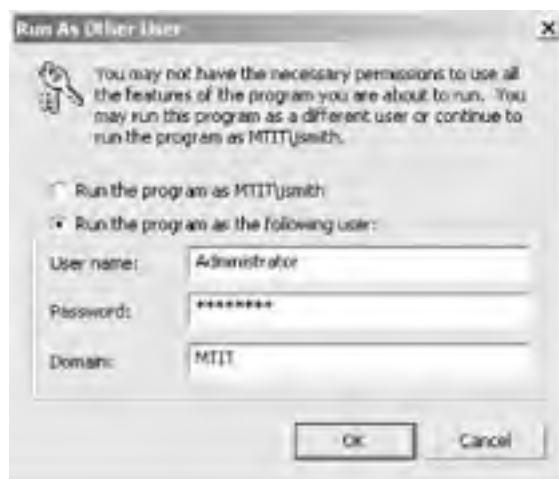 Run As Other User
You may not have the necessary permissions to use all
the features of the program you are about to run. You
may run this program as a different user or continue to
run the program as MTIT\jsmith.
Run the program as MTIT\jsmith
Run the program as the following user:
User name: Administrator
Password: ********
Domain: MTIT
OK Cancel